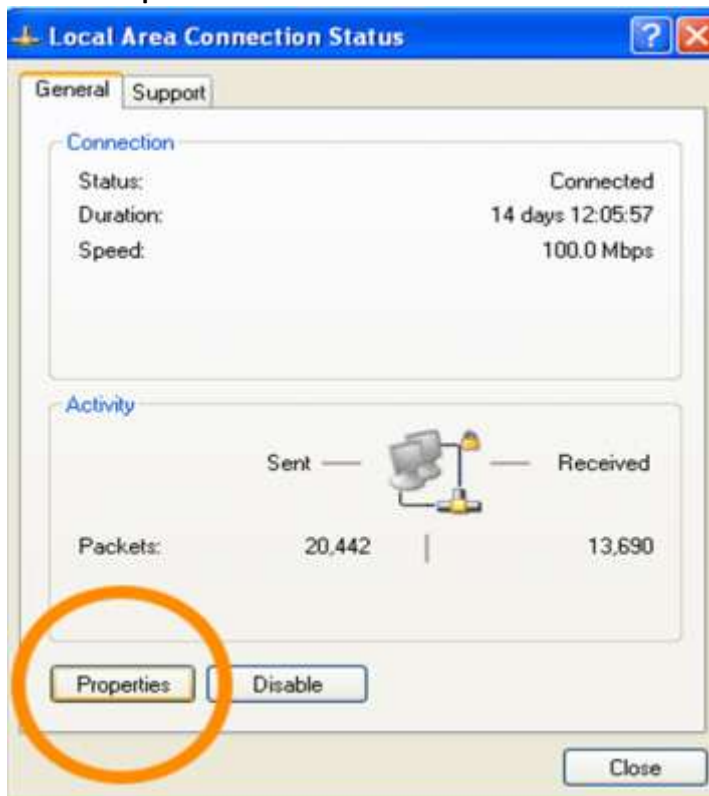 Local Area Connection Status
General Support
Connection
Status: Connected
Duration: 14 days 12:05:57
Speed: 100.0 Mbps
Activity
Sent — — Received
Packets: 20,442 | 13,690
Properties Disable
Close